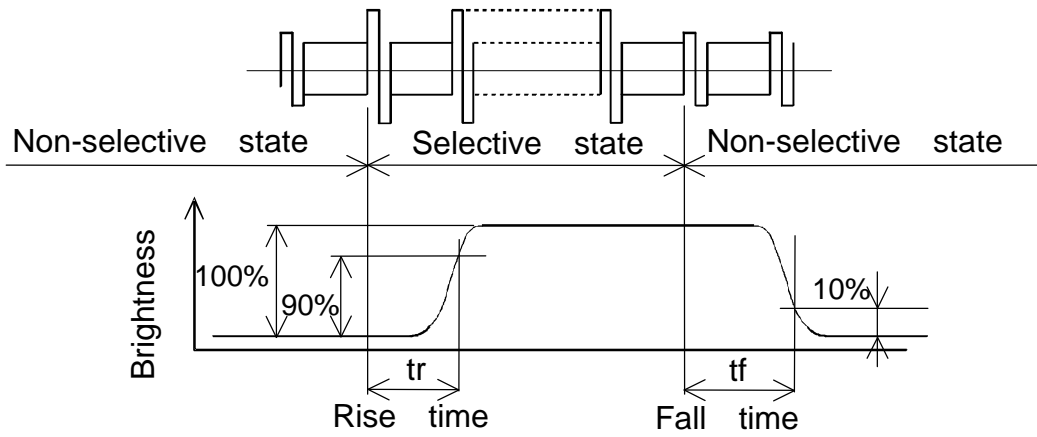 Non-selective state
Selective state
Non-selective state
Brightness
100%
90%
10%
tr
tf
Rise time
Fall time